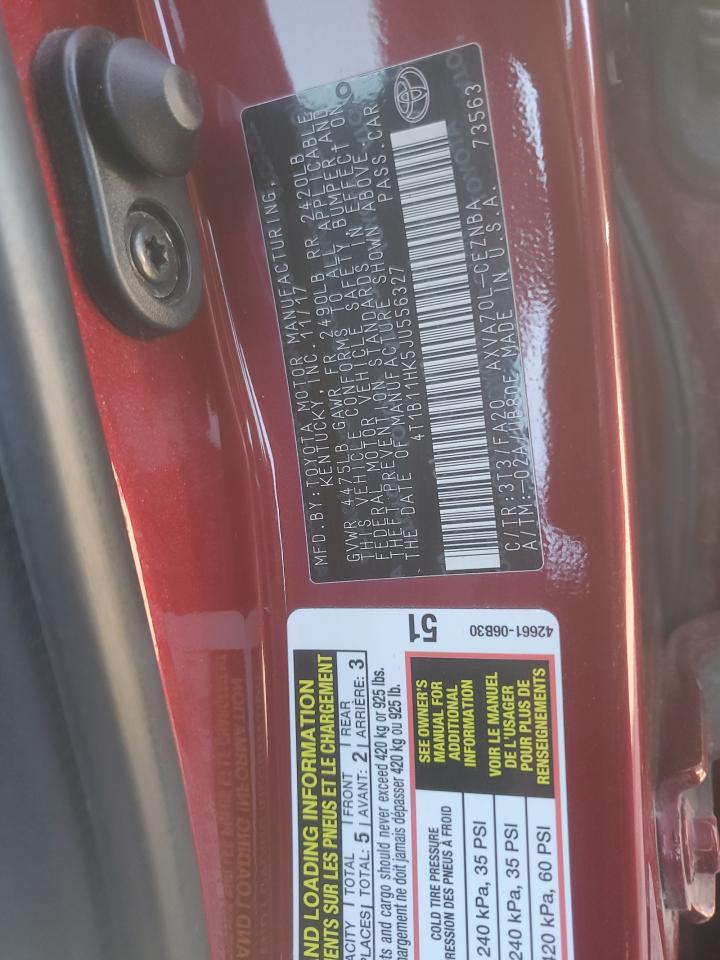 MFD.BY:TOYOTA MOTOR MANUFACTURING,
KENTUCKY, INC. 11/17
GVWR 4475LB GAWR FR 2490LB RR 2420LB
THIS VEHICLE CONFORMS TO ALL APPLICABLE
FEDERAL MOTOR VEHICLE SAFETY BUMPER, AND
THEFT PREVENTION STANDARDS IN EFFECT ON
THE DATE OF MANUFACTURE SHOWN ABOVE.
4T1B11HK5JU556327 PASS.CAR
C/TR:3T3/FA20 AXVA70L-CEZNBA 73563
A/TM:-02A/UB80E MADE IN U.S.A.
AND LOADING INFORMATION
SUR LES PNEUS ET LE CHARGEMENT
TOTAL FRONT REAR
PLACES TOTAL: 5 AVANT: 2 ARRIÈRE: 3
and cargo should never exceed 420 kg or 925 lbs.
ne doit jamais dépasser 420 kg ou 925 lb.
COLD TIRE PRESSURE
DES PNEUS À FROID
240 kPa, 35 PSI
240 kPa, 35 PSI
420 kPa, 60 PSI
SEE OWNER'S
MANUAL FOR
ADDITIONAL
INFORMATION
VOIR LE MANUEL
DE L'USAGER
POUR PLUS DE
RENSEIGNEMENTS
51
42661-06B30